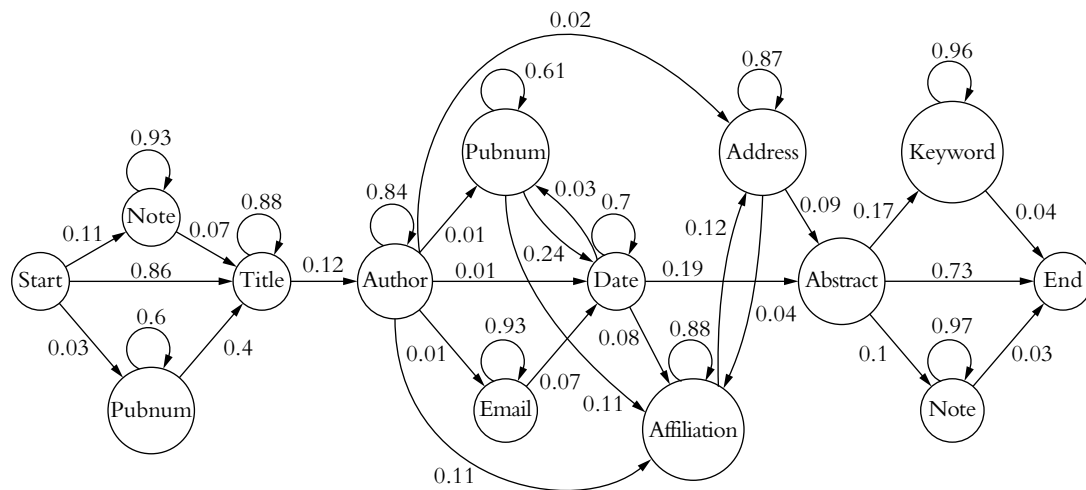 0.02
0.61
0.87
0.96
0.93
Pubnum
Address
Keyword
0.84
0.03
0.7
0.88
Note
0.07
0.12
0.09
0.17
0.04
0.11
0.01
0.24
Start
0.86
Title
0.12
Author
0.01
Date
0.19
Abstract
0.73
End
0.03
0.6
0.4
0.01
0.93
0.07
0.08
0.88
0.04
0.1
0.97
0.03
Pubnum
Email
0.11
Affiliation
Note
0.11